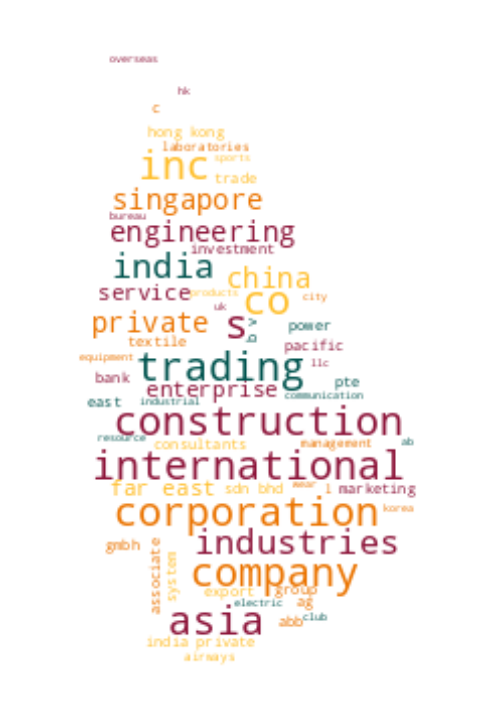 overseas
hk
c
hong kong
laboratories
inc sports
trade
singapore
bureau
engineering
investment
india
china
service products co city
uk
private s bv power
textile pacific
equipment trading llc
bank pte
enterprise communication
east industrial
construction
resource consultants management ab
international
far east sdn bhd wear l marketing
corporation korea
industries
gmbh
associate system company
export group
electric ag
asia abb club
india private
airways